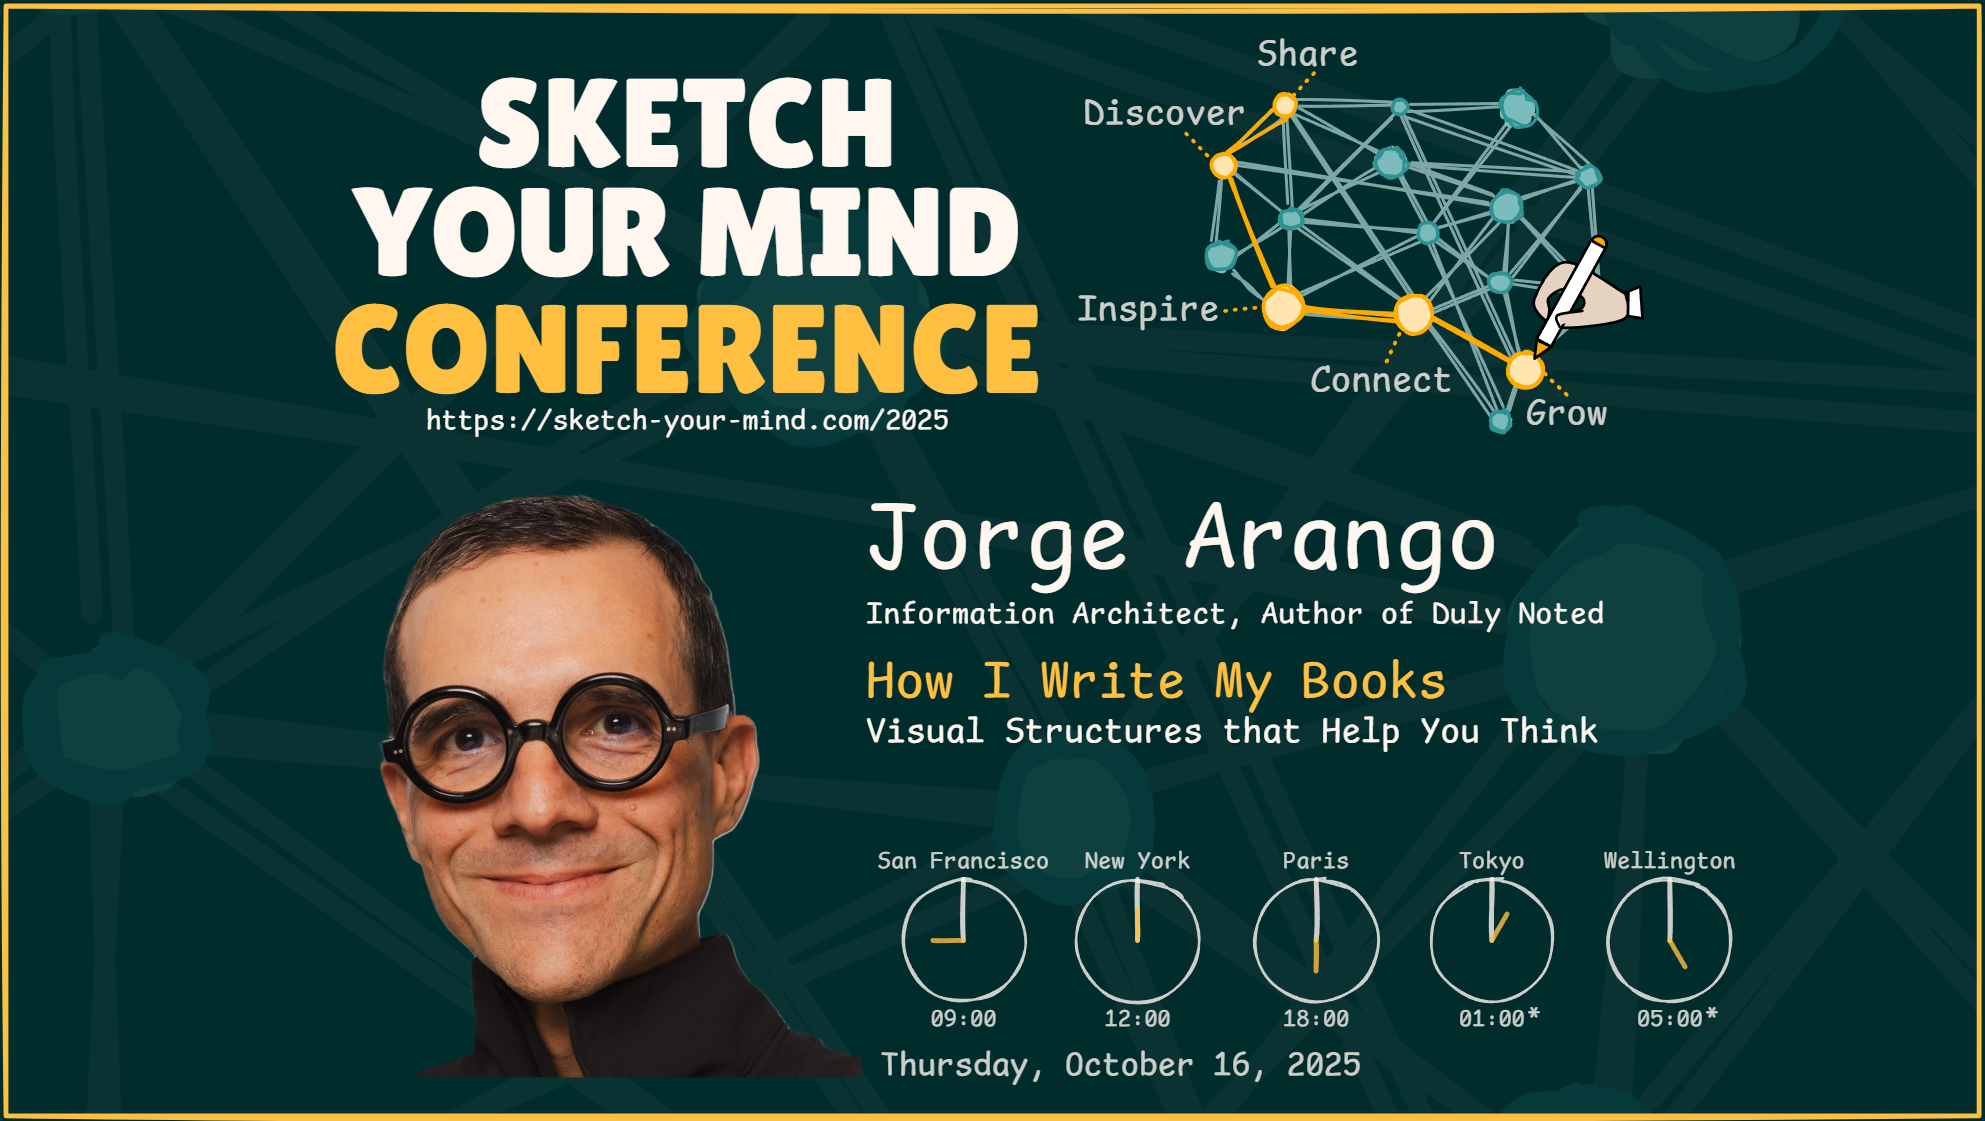 SKETCH
YOUR MIND
CONFERENCE
https://sketch-your-mind.com/2025
Share
Discover
Inspire
Connect
Grow
Jorge Arango
Information Architect, Author of Duly Noted
How I Write My Books
Visual Structures that Help You Think
San Francisco New York Paris Tokyo Wellington
09:00 12:00 18:00 01:00* 05:00*
Thursday, October 16, 2025